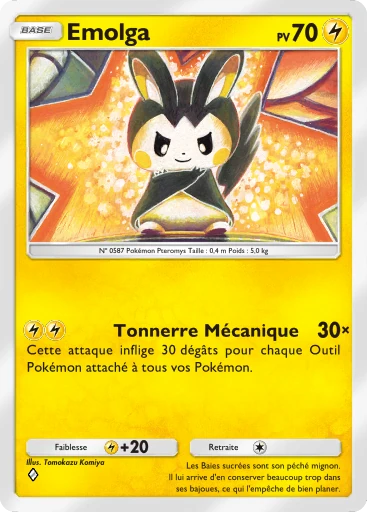 BASE Emolga PV 70
N° 0587 Pokémon Pteromys Taille : 0,4 m Poids : 5,0 kg
Tonnerre Mécanique 30×
Cette attaque inflige 30 dégâts pour chaque Outil
Pokémon attaché à tous vos Pokémon.
Faiblesse +20 Retraite
Illus. Tomokazu Komiya
Les Baies sucrées sont son péché mignon.
Il lui arrive d'en conserver beaucoup trop dans
ses bajoues, ce qui l'empêche de bien planer.